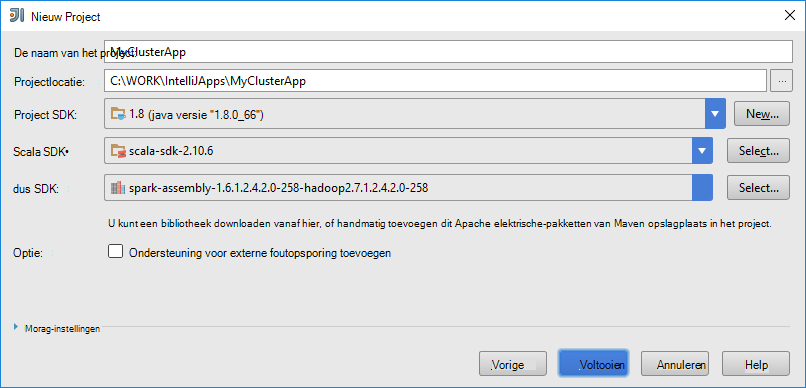 Nieuw Project
De naam van het project: MyClusterApp
Projectlocatie: C:\WORK\IntelliJApps\MyClusterApp ...
Project SDK: 1.8 (java versie "1.8.0_66") New...
Scala SDK• scala-sdk-2.10.6 Select...
dus SDK: spark-assembly-1.6.1.2.4.2.0-258-hadoop2.7.1.2.4.2.0-258 Select...
U kunt een bibliotheek downloaden vanaf hier, of handmatig toevoegen dit Apache elektrische-pakketten van Maven opslagplaats in het project.
Optie: Ondersteuning voor externe foutopsporing toevoegen
Morag-instellingen
Vorige Voltooien Annuleren Help